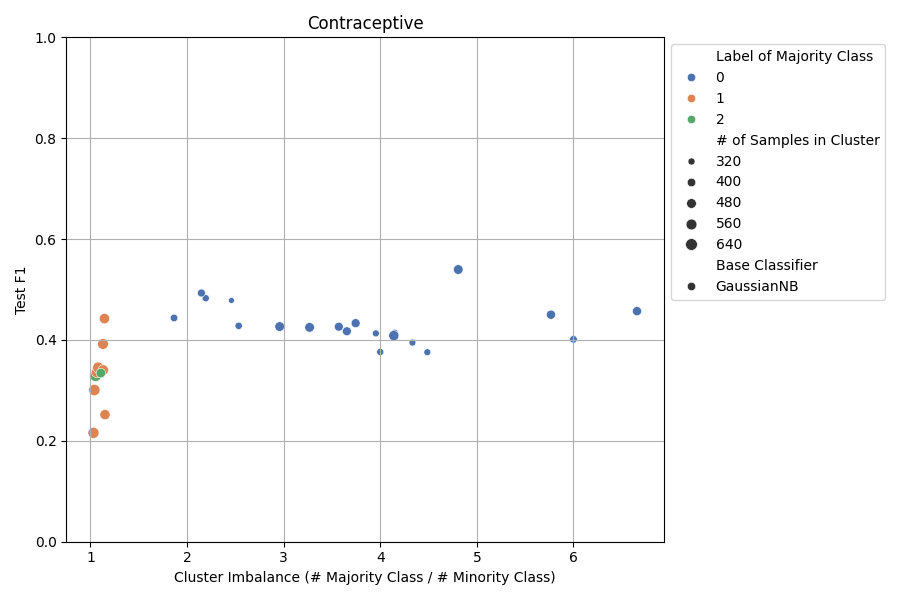 Contraceptive
1.0
0.8
0.6
0.4
0.2
0.0
Test F1
1 2 3 4 5 6
Cluster Imbalance (# Majority Class / # Minority Class)
Label of Majority Class
0
1
2
# of Samples in Cluster
320
400
480
560
640
Base Classifier
GaussianNB